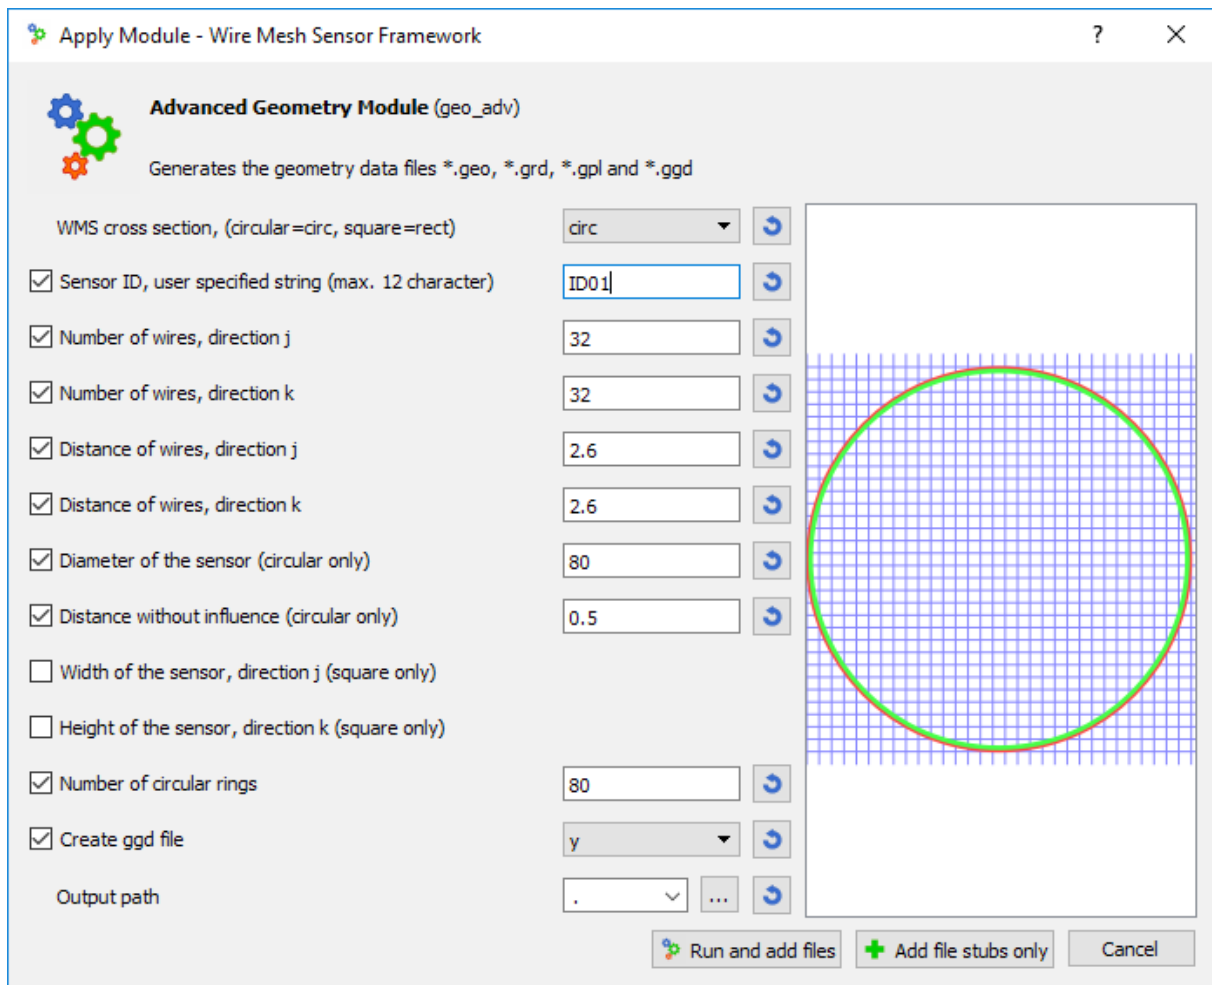 Apply Module - Wire Mesh Sensor Framework
?
Advanced Geometry Module (geo_adv)
Generates the geometry data files *.geo, *.grd, *.gpl and *.ggd
WMS cross section, (circular=circ, square=rect) circ
Sensor ID, user specified string (max. 12 character) ID01
Number of wires, direction j 32
Number of wires, direction k 32
Distance of wires, direction j 2.6
Distance of wires, direction k 2.6
Diameter of the sensor (circular only) 80
Distance without influence (circular only) 0.5
Width of the sensor, direction j (square only)
Height of the sensor, direction k (square only)
Number of circular rings 80
Create ggd file y
Output path . ...
Run and add files Add file stubs only Cancel